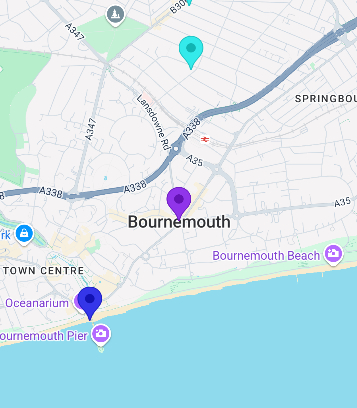 B30
A347
Lansdowne Rd
A338
SPRINGBOU
A347
A35
A338
A338
A35
Bournemouth
rk
Bournemouth Beach
TOWN CENTRE
Oceanarium
ournemouth Pier